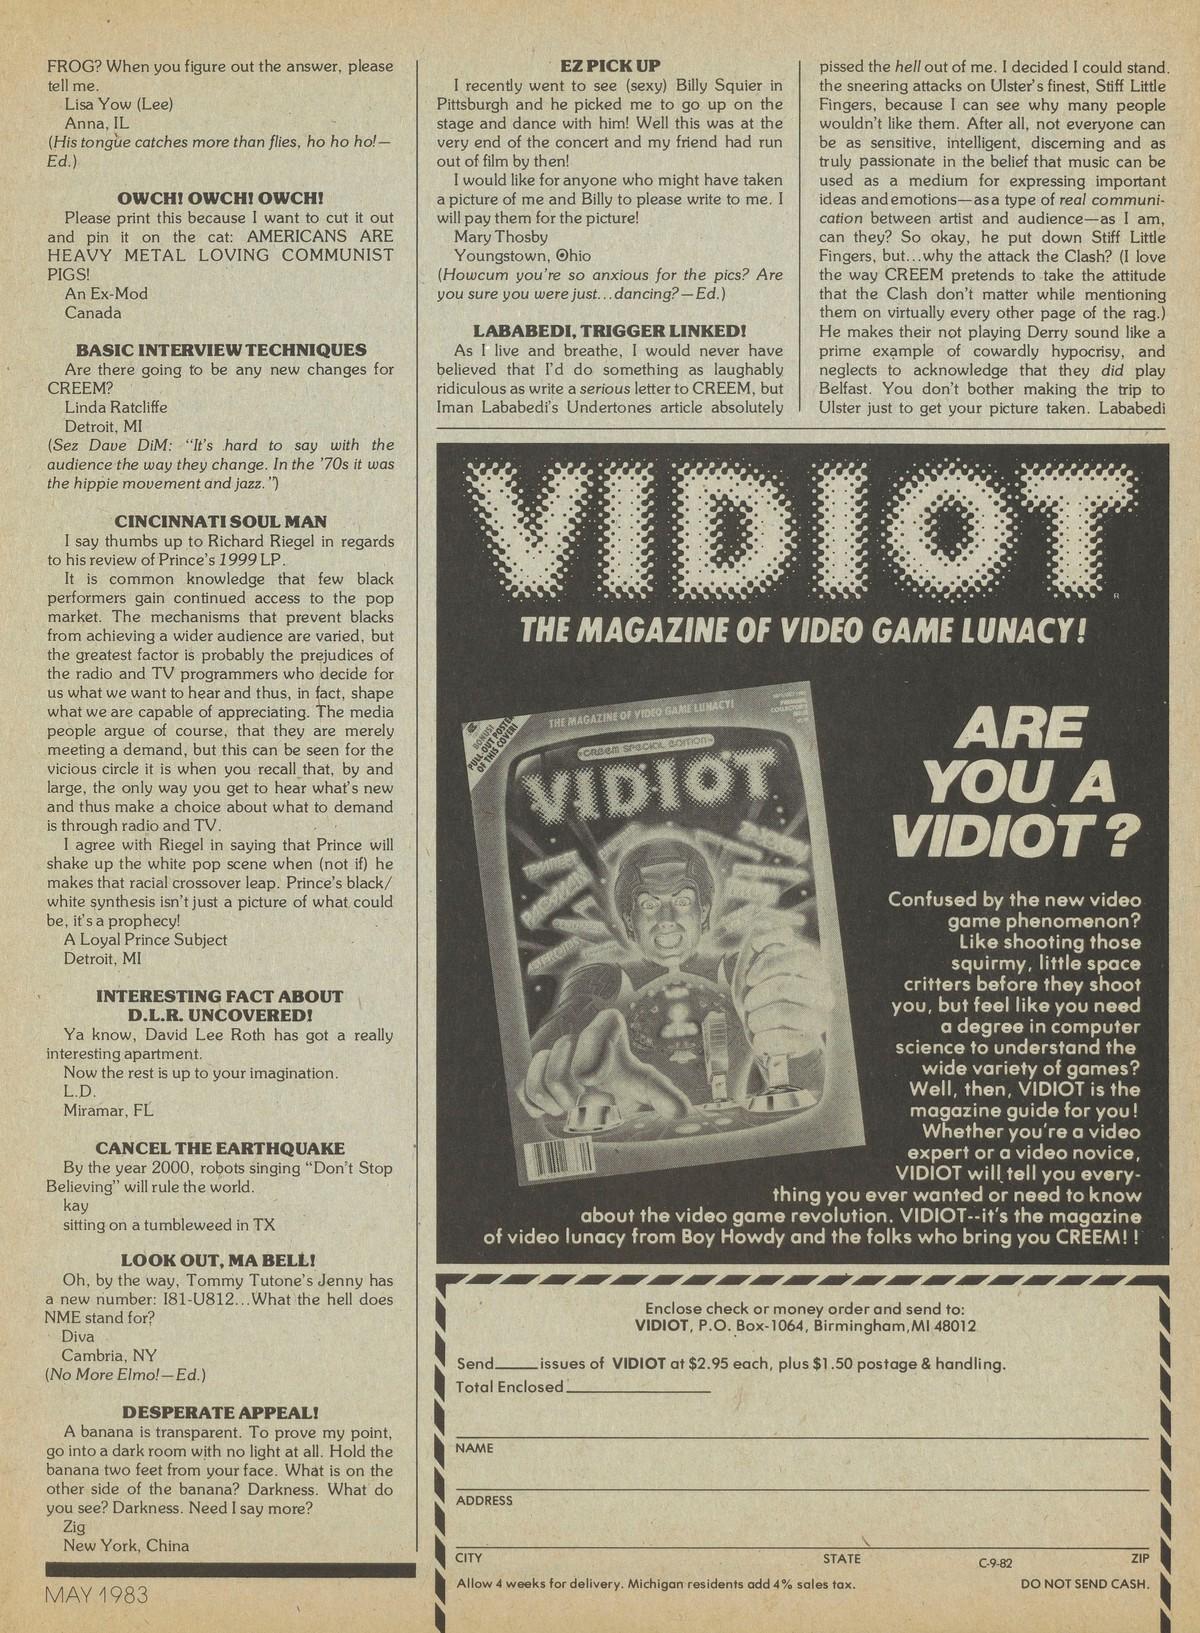 FROG? When you figure out the answer, please
tell me.
Lisa Yow (Lee)
Anna, IL
(His tongue catches more than flies, ho ho ho!—
Ed.)
OWCH! OWCH! OWCH!
Please print this because I want to cut it out
and pin it on the cat: AMERICANS ARE
HEAVY METAL LOVING COMMUNIST
PIGS!
An Ex-Mod
Canada
BASIC INTERVIEW TECHNIQUES
Are there going to be any new changes for
CREEM?
Linda Ratcliffe
Detroit, MI
(Sez Dave DiM: “It’s hard to say with the
audience the way they change. In the ’70s it was
the hippie movement and jazz.”)
CINCINNATI SOUL MAN
I say thumbs up to Richard Riegel in regards
to his review of Prince’s 1999 LP.
It is common knowledge that few black
performers gain continued access to the pop
market. The mechanisms that prevent blacks
from achieving a wider audience are varied, but
the greatest factor is probably the prejudices of
the radio and TV programmers who decide for
us what we want to hear and thus, in fact, shape
what we are capable of appreciating. The media
people argue of course, that they are merely
meeting a demand, but this can be seen for the
vicious circle it is when you recall that, by and
large, the only way you get to hear what’s new
and thus make a choice about what to demand
is through radio and TV.
I agree with Riegel in saying that Prince will
shake up the white pop scene when (not if) he
makes that racial crossover leap. Prince’s black/
white synthesis isn’t just a picture of what could
be, it’s a prophecy!
A Loyal Prince Subject
Detroit, MI
INTERESTING FACT ABOUT
D.L.R. UNCOVERED!
Ya know, David Lee Roth has got a really
interesting apartment.
Now the rest is up to your imagination.
L.D.
Miramar, FL
CANCEL THE EARTHQUAKE
By the year 2000, robots singing “Don’t Stop
Believing” will rule the world.
kay
sitting on a tumbleweed in TX
LOOK OUT, MA BELL!
Oh, by the way, Tommy Tutone’s Jenny has
a new number: I81-U812...What the hell does
NME stand for?
Diva
Cambria, NY
(No More Elmo!—Ed.)
DESPERATE APPEAL!
A banana is transparent. To prove my point,
go into a dark room with no light at all. Hold the
banana two feet from your face. What is on the
other side of the banana? Darkness. What do
you see? Darkness. Need I say more?
Zig
New York, China
MAY 1983
EZ PICK UP
I recently went to see (sexy) Billy Squier in
Pittsburgh and he picked me to go up on the
stage and dance with him! Well this was at the
very end of the concert and my friend had run
out of film by then!
I would like for anyone who might have taken
a picture of me and Billy to please write to me. I
will pay them for the picture!
Mary Thosby
Youngstown, Ohio
(Howcum you’re so anxious for the pics? Are
you sure you were just...dancing?—Ed.)
LABABEDI, TRIGGER LINKED!
As I live and breathe, I would never have
believed that I’d do something as laughably
ridiculous as write a serious letter to CREEM, but
Iman Lababedi’s Undertones article absolutely
pissed the hell out of me. I decided I could stand.
the sneering attacks on Ulster’s finest, Stiff Little
Fingers, because I can see why many people
wouldn’t like them. After all, not everyone can
be as sensitive, intelligent, discerning and as
truly passionate in the belief that music can be
used as a medium for expressing important
ideas and emotions—as a type of real communi-
cation between artist and audience—as I am,
can they? So okay, he put down Stiff Little
Fingers, but...why the attack the Clash? (I love
the way CREEM pretends to take the attitude
that the Clash don’t matter while mentioning
them on virtually every other page of the rag.)
He makes their not playing Derry sound like a
prime example of cowardly hypocrisy, and
neglects to acknowledge that they did play
Belfast. You don’t bother making the trip to
Ulster just to get your picture taken. Lababedi
VIDIOT
®
THE MAGAZINE OF VIDEO GAME LUNACY!
BONUS!
PULL-OUT POSTER
OF THIS COVER!
THE MAGAZINE OF VIDEO GAME LUNACY!
CREEM SPECIAL EDITION
VIDIOT
ARE
YOU A
VIDIOT?
Confused by the new video
game phenomenon?
Like shooting those
squirmy, little space
critters before they shoot
you, but feel like you need
a degree in computer
science to understand the
wide variety of games?
Well, then, VIDIOT is the
magazine guide for you!
Whether you’re a video
expert or a video novice,
VIDIOT will tell you every-
thing you ever wanted or need to know
about the video game revolution. VIDIOT--it’s the magazine
of video lunacy from Boy Howdy and the folks who bring you CREEM!!
Enclose check or money order and send to:
VIDIOT, P.O. Box-1064, Birmingham, MI 48012
Send_____issues of VIDIOT at $2.95 each, plus $1.50 postage & handling.
Total Enclosed__________
NAME
ADDRESS
CITY STATE C-9-82 ZIP
Allow 4 weeks for delivery. Michigan residents add 4% sales tax. DO NOT SEND CASH.